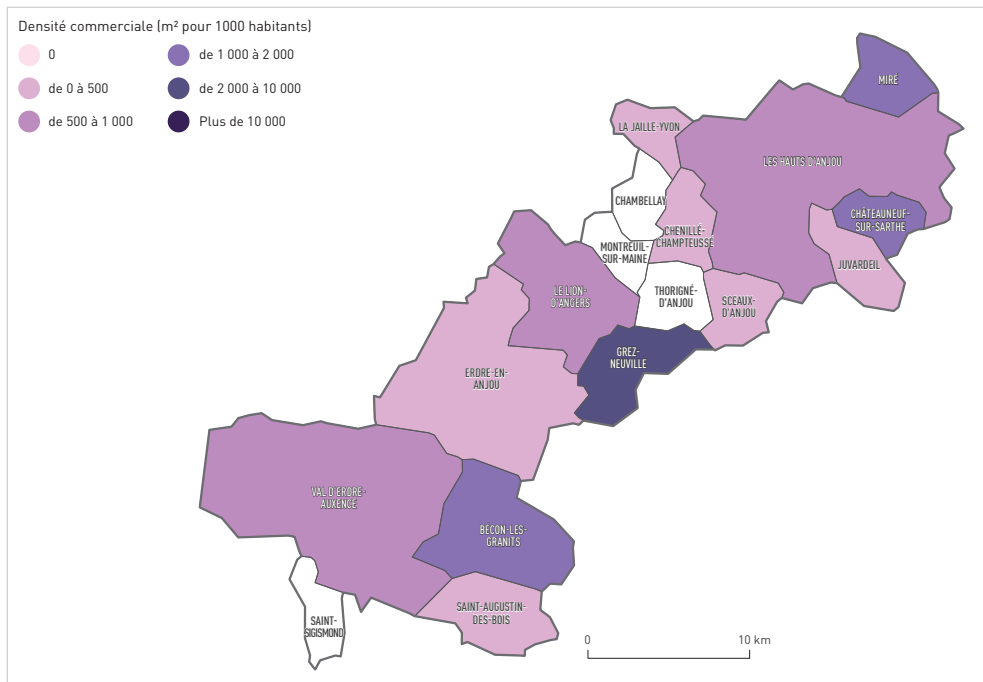 Densité commerciale (m² pour 1000 habitants)
0
de 0 à 500
de 500 à 1 000
de 1 000 à 2 000
de 2 000 à 10 000
Plus de 10 000
MIRÉ
LA JAILLE-YVON
LES HAUTS D'ANJOU
CHAMBELLAY
CHÂTEAUNEUF-
SUR-SARTHE
CHENILLÉ-
CHAMPTEUSSÉ
MONTREUIL-
SUR-MAINE
JUVARDEIL
THORIGNÉ-
D'ANJOU
LE LION-
D'ANGERS
SCEAUX-
D'ANJOU
GREZ-
NEUVILLE
ERDRE-EN-
ANJOU
VAL D'ERDRE-
AUXENCE
BÉCON-LES-
GRANITS
SAINT-AUGUSTIN-
DES-BOIS
SAINT-
SIGISMOND
0
10 km